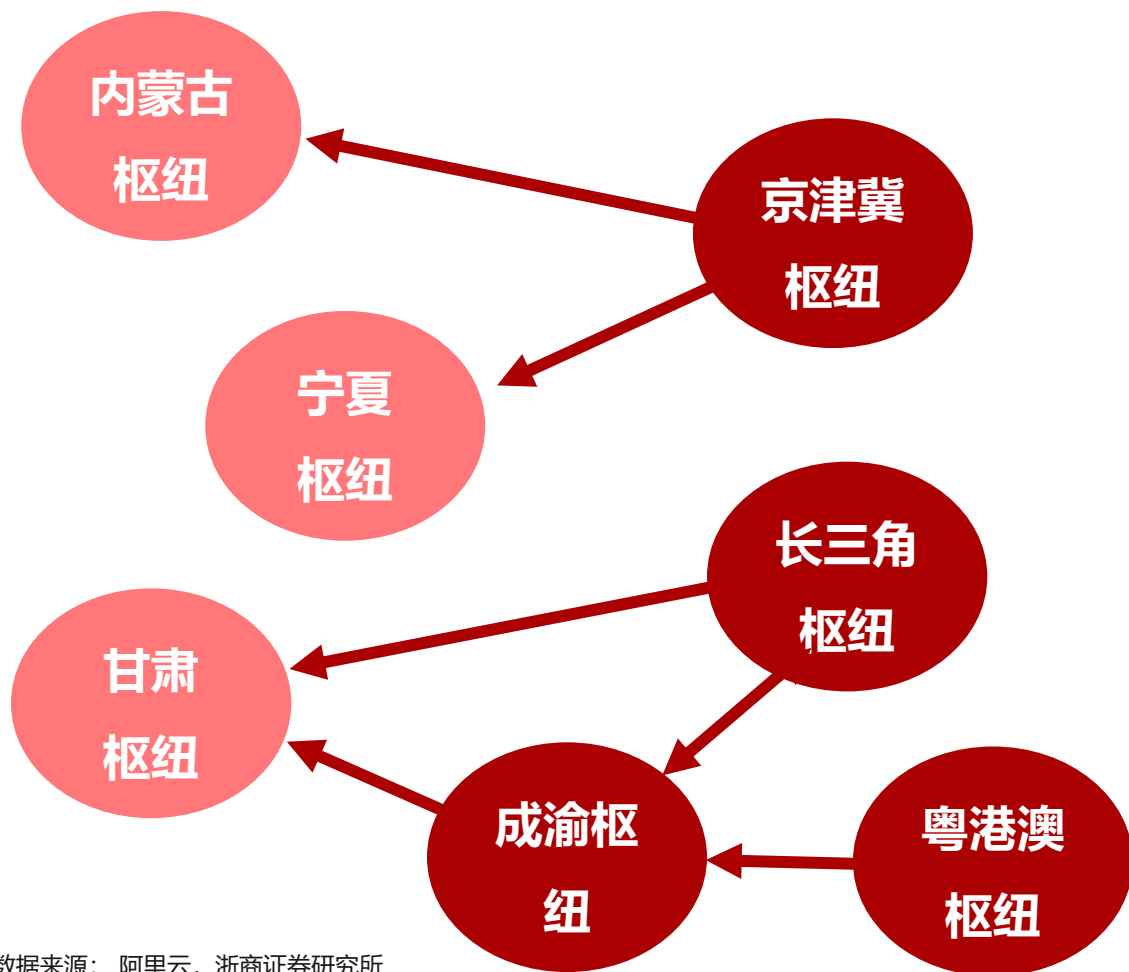 内蒙古
枢纽
京津冀
枢纽
宁夏
枢纽
长三角
枢纽
甘肃
枢纽
成渝枢
纽
粤港澳
枢纽
数据来源： 阿里云，浙商证券研究所